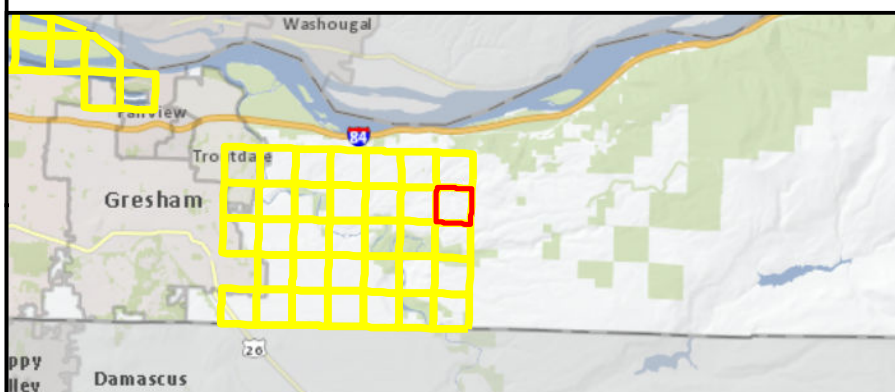 Washougal
Fairview
84
Troutdale
Gresham
26
ppy
lley
Damascus